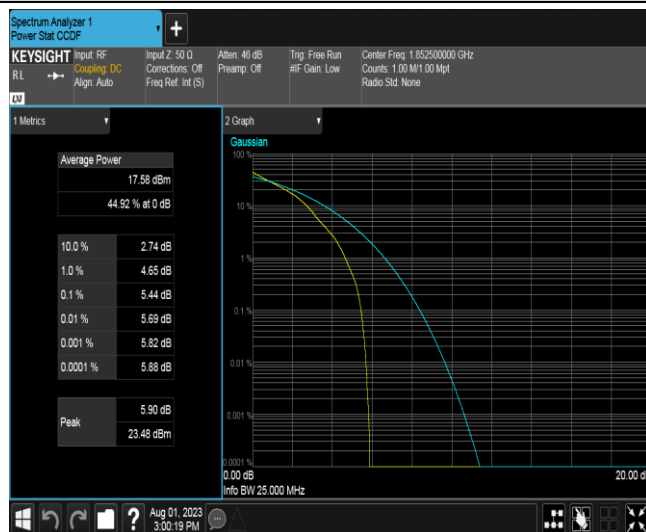 Spectrum Analyzer 1
Power Stat CCDF
KEYSIGHT
RL
Input: RF
Coupling: DC
Align: Auto
Input Z: 50 Ω
Corrections: Off
Freq Ref: Int (S)
Atten: 46 dB
Preamp: Off
Trig: Free Run
#IF Gain: Low
Center Freq: 1.852500000 GHz
Counts: 1.00 M/1.00 Mpt
Radio Std: None
1 Metrics
Average Power
17.58 dBm
44.92 % at 0 dB
10.0 % 2.74 dB
1.0 % 4.65 dB
0.1 % 5.44 dB
0.01 % 5.69 dB
0.001 % 5.82 dB
0.0001 % 5.88 dB
Peak
5.90 dB
23.48 dBm
2 Graph
Gaussian
100 %
10 %
1 %
0.1 %
0.01 %
0.001 %
0.0001 %
0.00 dB
20.00 d
Info BW 25.000 MHz
Aug 01, 2023
3:00:19 PM